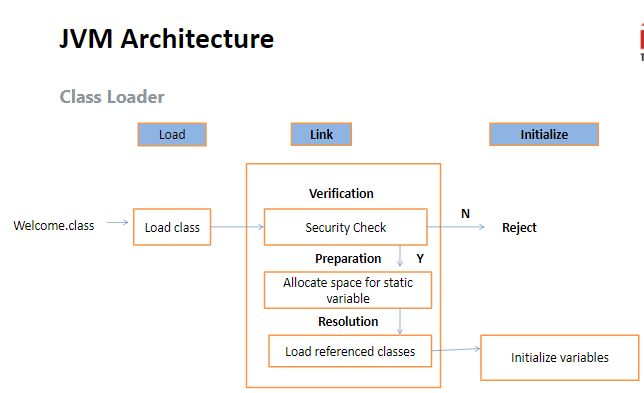 JVM Architecture
Class Loader
Load
Link
Initialize
Verification
Welcome.class
Load class
Security Check
N
Reject
Preparation
Y
Allocate space for static
variable
Resolution
Load referenced classes
Initialize variables